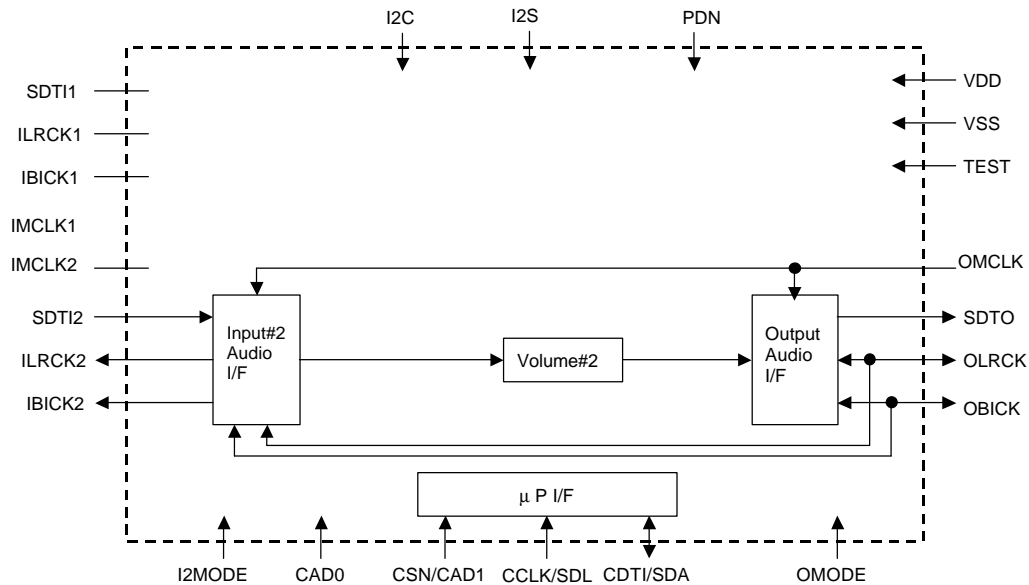 I2C
I2S
PDN
SDTI1
ILRCK1
IBICK1
IMCLK1
IMCLK2
SDTI2
ILRCK2
IBICK2
VDD
VSS
TEST
OMCLK
SDTO
OLRCK
OBICK
Input#2
Audio
I/F
Volume#2
Output
Audio
I/F
μ P I/F
I2MODE
CAD0
CSN/CAD1
CCLK/SDL
CDTI/SDA
OMODE